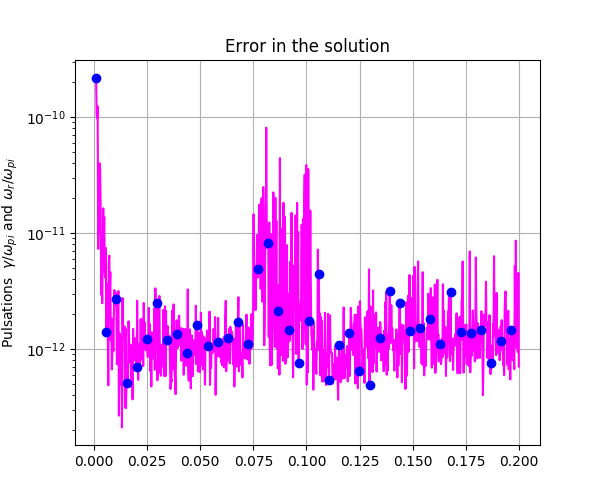 Error in the solution
Pulsations γ/ω_pi and ω_r/ω_pi
10^−10
10^−11
10^−12
0.000 0.025 0.050 0.075 0.100 0.125 0.150 0.175 0.200